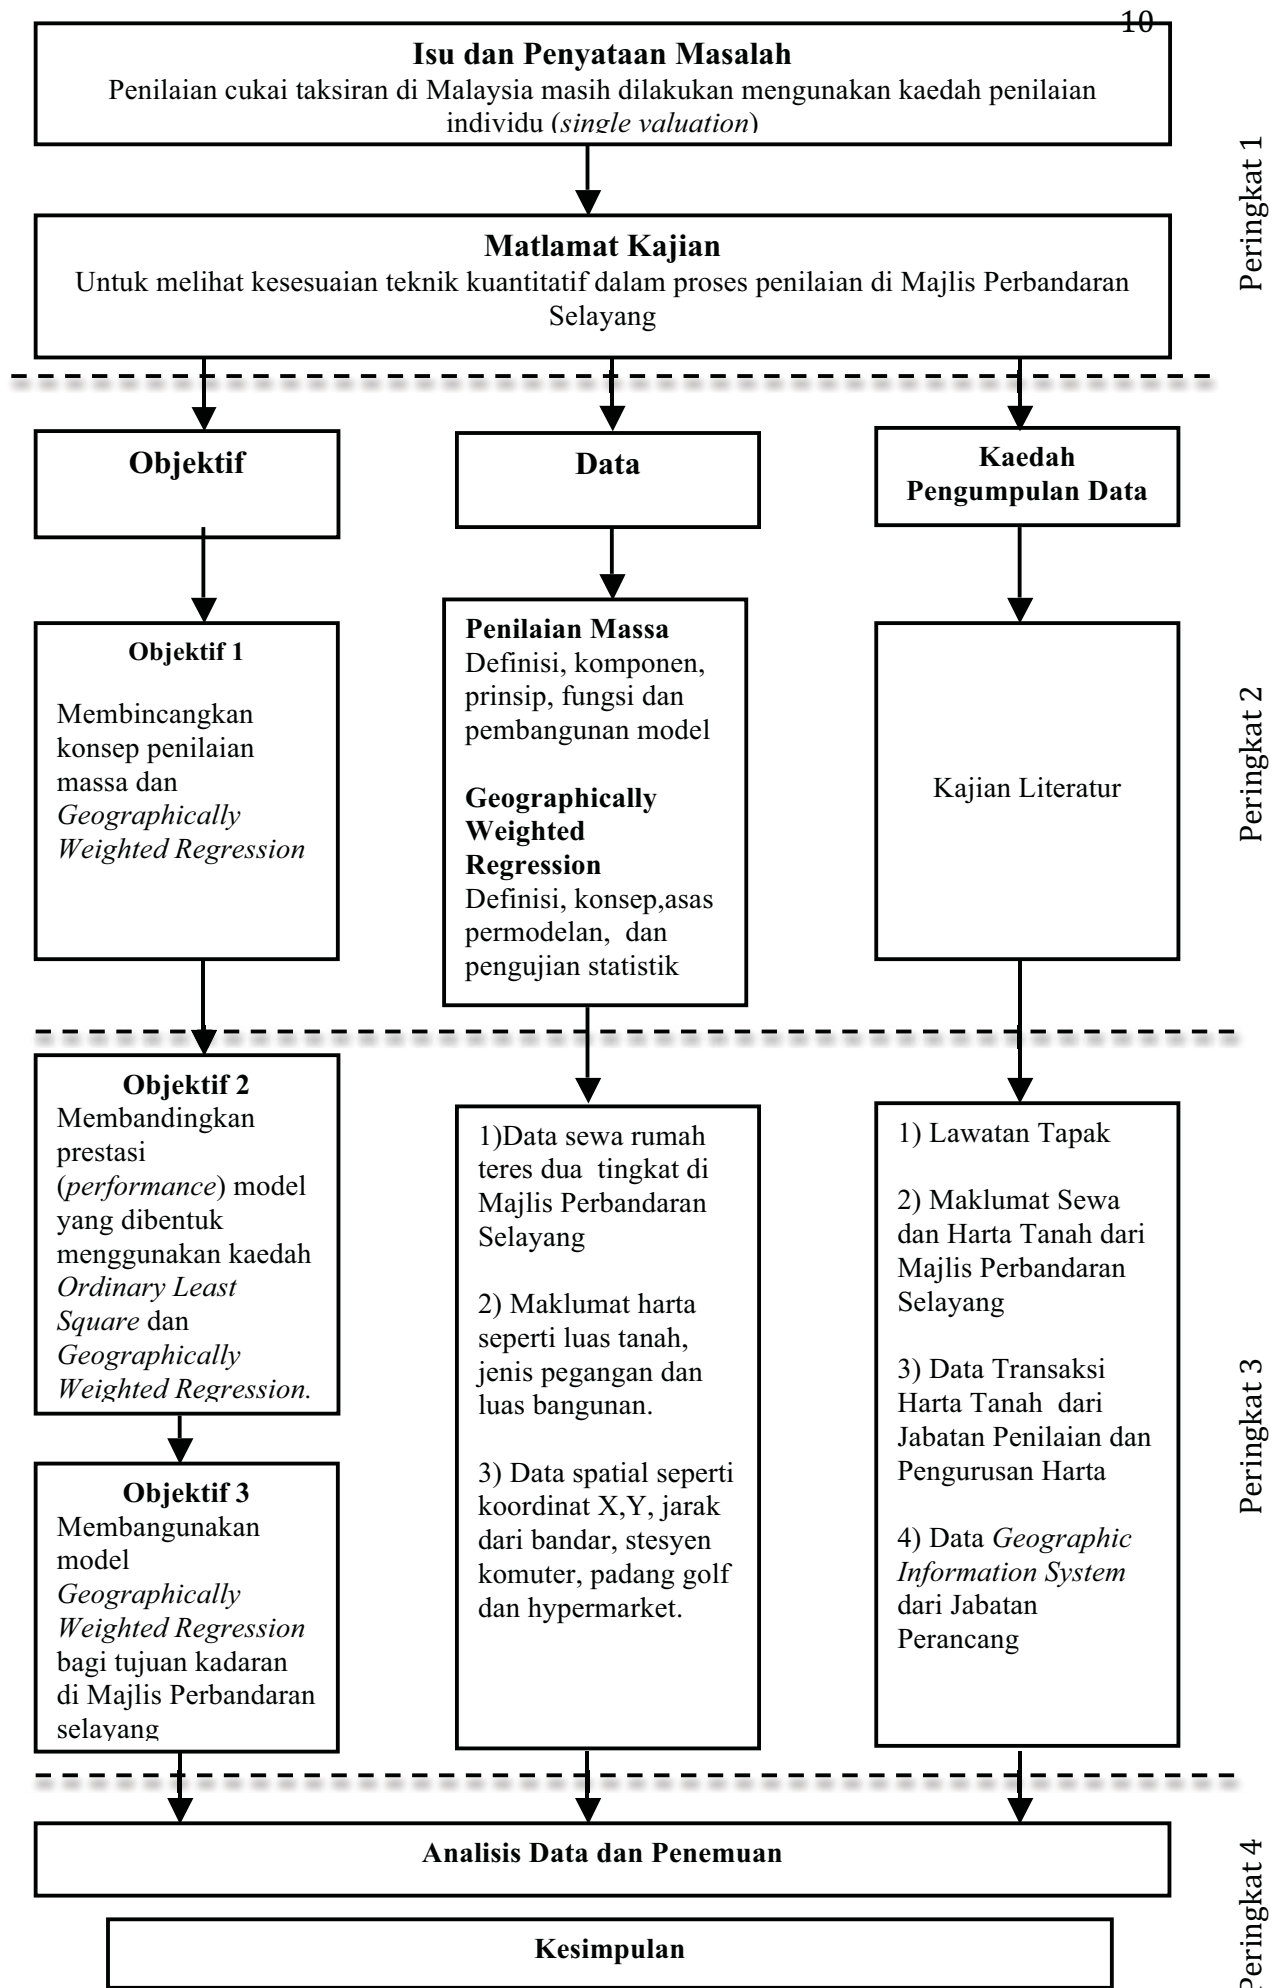 10
Isu dan Penyataan Masalah
Penilaian cukai taksiran di Malaysia masih dilakukan mengunakan kaedah penilaian
individu (single valuation)
Peringkat 1
Matlamat Kajian
Untuk melihat kesesuaian teknik kuantitatif dalam proses penilaian di Majlis Perbandaran
Selayang
Objektif
Data
Kaedah
Pengumpulan Data
Objektif 1
Membincangkan
konsep penilaian
massa dan
Geographically
Weighted Regression
Penilaian Massa
Definisi, komponen,
prinsip, fungsi dan
pembangunan model
Geographically
Weighted
Regression
Definisi, konsep,asas
permodelan,  dan
pengujian statistik
Kajian Literatur
Peringkat 2
Objektif 2
Membandingkan
prestasi
(performance) model
yang dibentuk
menggunakan kaedah
Ordinary Least
Square dan
Geographically
Weighted Regression.
Objektif 3
Membangunakan
model
Geographically
Weighted Regression
bagi tujuan kadaran
di Majlis Perbandaran
selayang
1)Data sewa rumah
teres dua  tingkat di
Majlis Perbandaran
Selayang
2) Maklumat harta
seperti luas tanah,
jenis pegangan dan
luas bangunan.
3) Data spatial seperti
koordinat X,Y, jarak
dari bandar, stesyen
komuter, padang golf
dan hypermarket.
1) Lawatan Tapak
2) Maklumat Sewa
dan Harta Tanah dari
Majlis Perbandaran
Selayang
3) Data Transaksi
Harta Tanah  dari
Jabatan Penilaian dan
Pengurusan Harta
4) Data Geographic
Information System
dari Jabatan
Perancang
Peringkat 3
Analisis Data dan Penemuan
Kesimpulan
Peringkat 4